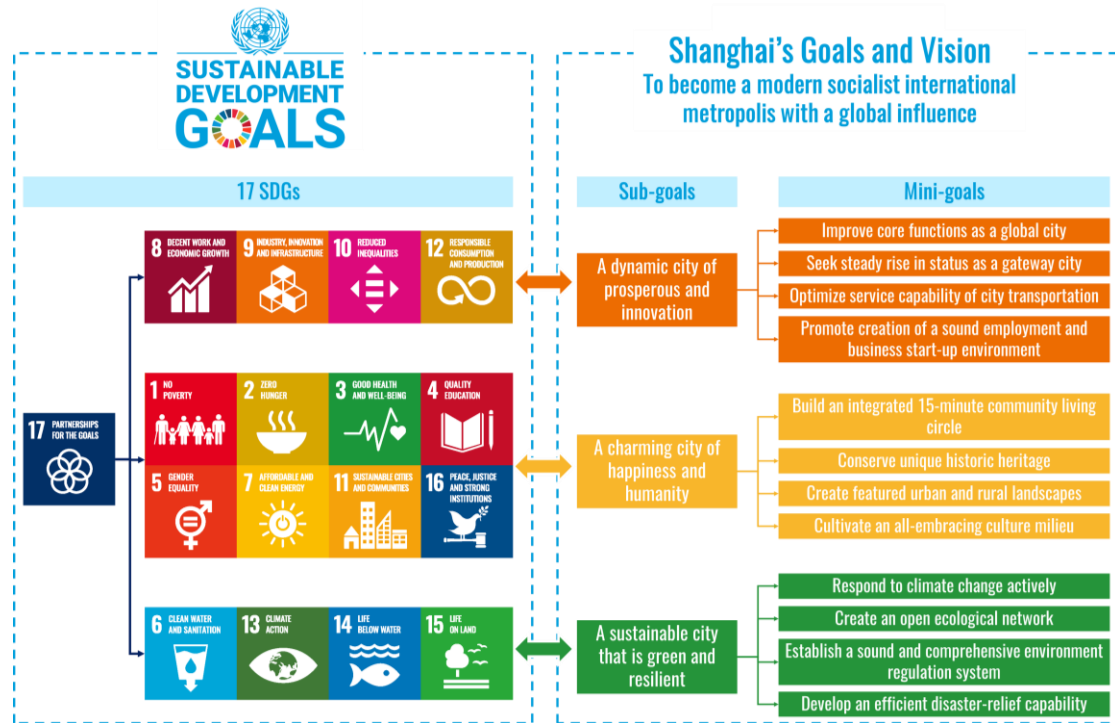 SUSTAINABLE
DEVELOPMENT
GOALS
Shanghai's Goals and Vision
To become a modern socialist international
metropolis with a global influence
17 SDGs
Sub-goals
Mini-goals
8 DECENT WORK AND
ECONOMIC GROWTH
9 INDUSTRY, INNOVATION
AND INFRASTRUCTURE
10 REDUCED
INEQUALITIES
12 RESPONSIBLE
CONSUMPTION
AND PRODUCTION
A dynamic city of
prosperous and
innovation
Improve core functions as a global city
Seek steady rise in status as a gateway city
Optimize service capability of city transportation
Promote creation of a sound employment and
business start-up environment
17 PARTNERSHIPS
FOR THE GOALS
1 NO
POVERTY
2 ZERO
HUNGER
3 GOOD HEALTH
AND WELL-BEING
4 QUALITY
EDUCATION
5 GENDER
EQUALITY
7 AFFORDABLE AND
CLEAN ENERGY
11 SUSTAINABLE CITIES
AND COMMUNITIES
16 PEACE, JUSTICE
AND STRONG
INSTITUTIONS
A charming city of
happiness and
humanity
Build an integrated 15-minute community living
circle
Conserve unique historic heritage
Create featured urban and rural landscapes
Cultivate an all-embracing culture milieu
6 CLEAN WATER
AND SANITATION
13 CLIMATE
ACTION
14 LIFE
BELOW WATER
15 LIFE
ON LAND
A sustainable city
that is green and
resilient
Respond to climate change actively
Create an open ecological network
Establish a sound and comprehensive environment
regulation system
Develop an efficient disaster-relief capability